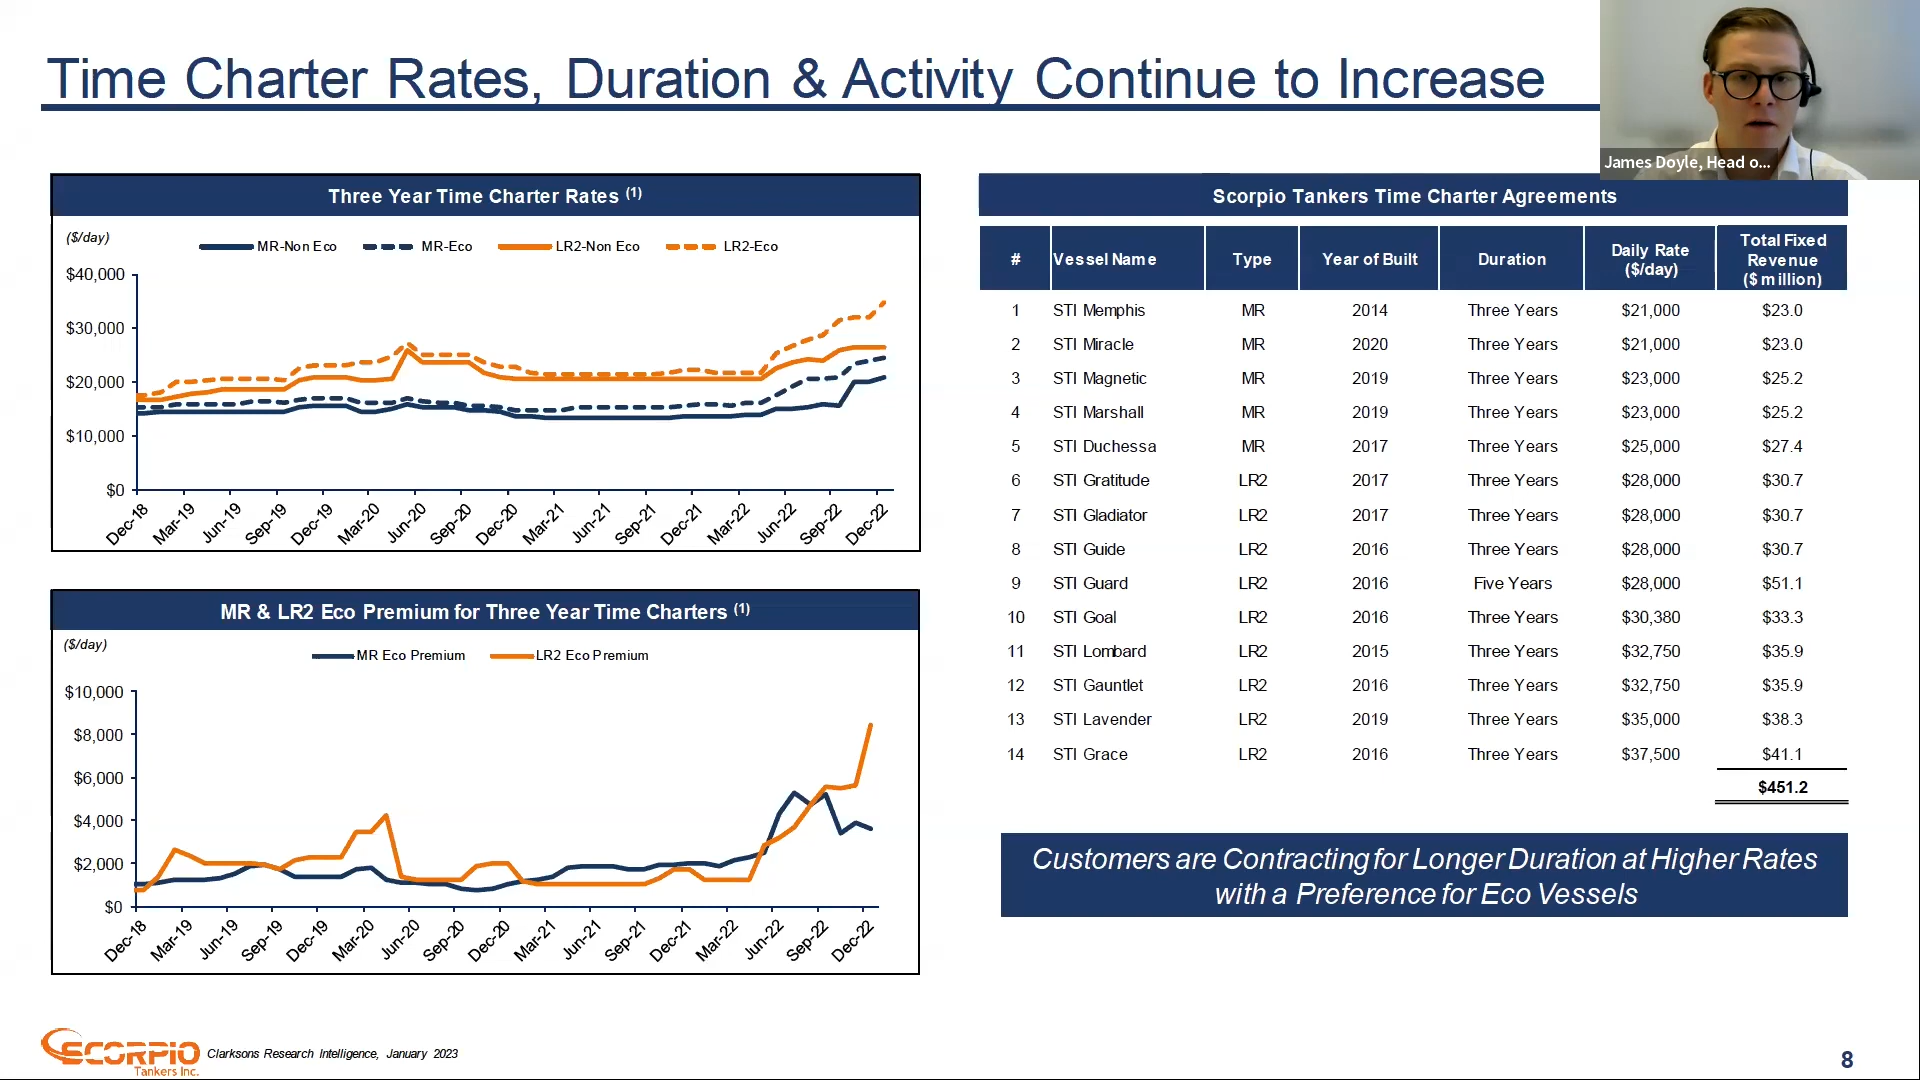 Time Charter Rates, Duration & Activity Continue to Increase
James Doyle, Head o...
Three Year Time Charter Rates (1)
($/day)
MR-Non Eco MR-Eco LR2-Non Eco LR2-Eco
$40,000
$30,000
$20,000
$10,000
$0
Dec-18 Mar-19 Jun-19 Sep-19 Dec-19 Mar-20 Jun-20 Sep-20 Dec-20 Mar-21 Jun-21 Sep-21 Dec-21 Mar-22 Jun-22 Sep-22 Dec-22
MR & LR2 Eco Premium for Three Year Time Charters (1)
($/day)
MR Eco Premium LR2 Eco Premium
$10,000
$8,000
$6,000
$4,000
$2,000
$0
Dec-18 Mar-19 Jun-19 Sep-19 Dec-19 Mar-20 Jun-20 Sep-20 Dec-20 Mar-21 Jun-21 Sep-21 Dec-21 Mar-22 Jun-22 Sep-22 Dec-22
Scorpio Tankers Time Charter Agreements
# Vessel Name Type Year of Built Duration Daily Rate ($/day) Total Fixed Revenue ($ million)
1 STI Memphis MR 2014 Three Years $21,000 $23.0
2 STI Miracle MR 2020 Three Years $21,000 $23.0
3 STI Magnetic MR 2019 Three Years $23,000 $25.2
4 STI Marshall MR 2019 Three Years $23,000 $25.2
5 STI Duchessa MR 2017 Three Years $25,000 $27.4
6 STI Gratitude LR2 2017 Three Years $28,000 $30.7
7 STI Gladiator LR2 2017 Three Years $28,000 $30.7
8 STI Guide LR2 2016 Three Years $28,000 $30.7
9 STI Guard LR2 2016 Five Years $28,000 $51.1
10 STI Goal LR2 2016 Three Years $30,380 $33.3
11 STI Lombard LR2 2015 Three Years $32,750 $35.9
12 STI Gauntlet LR2 2016 Three Years $32,750 $35.9
13 STI Lavender LR2 2019 Three Years $35,000 $38.3
14 STI Grace LR2 2016 Three Years $37,500 $41.1
$451.2
Customers are Contracting for Longer Duration at Higher Rates
with a Preference for Eco Vessels
SCORPIO
Tankers Inc.
Clarksons Research Intelligence, January 2023
8